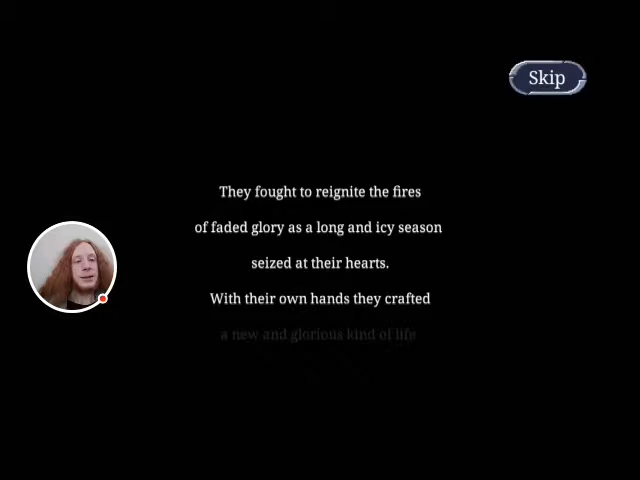 Skip
They fought to reignite the fires
of faded glory as a long and icy season
seized at their hearts.
With their own hands they crafted
a new and glorious kind of life